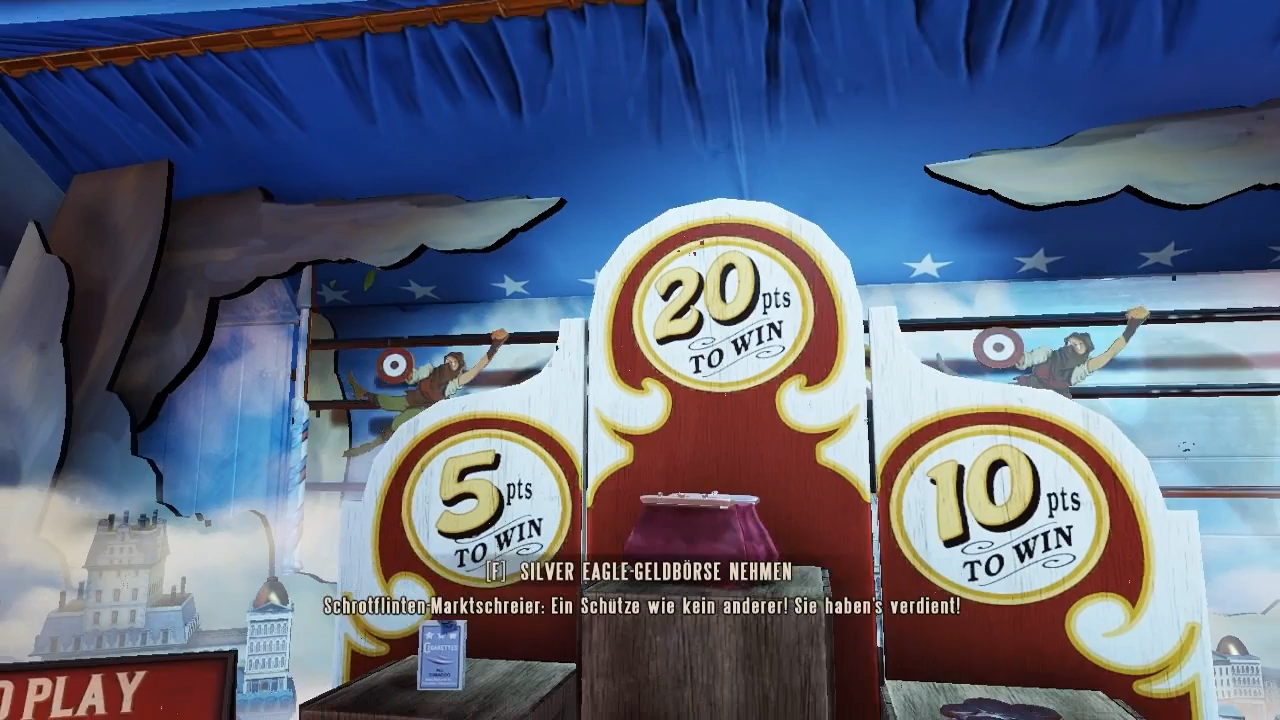 20 pts
TO WIN
5 pts
TO WIN
10 pts
TO WIN
[F] SILVER EAGLE-GELDBÖRSE NEHMEN
Schrotflinten-Marktschreier: Ein Schütze wie kein anderer! Sie haben's verdient!
CIGARETTES
PLAY